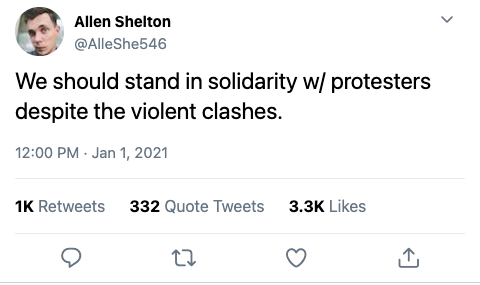 Allen Shelton
@AlleShe546
We should stand in solidarity w/ protesters
despite the violent clashes.
12:00 PM · Jan 1, 2021
1K Retweets 332 Quote Tweets 3.3K Likes